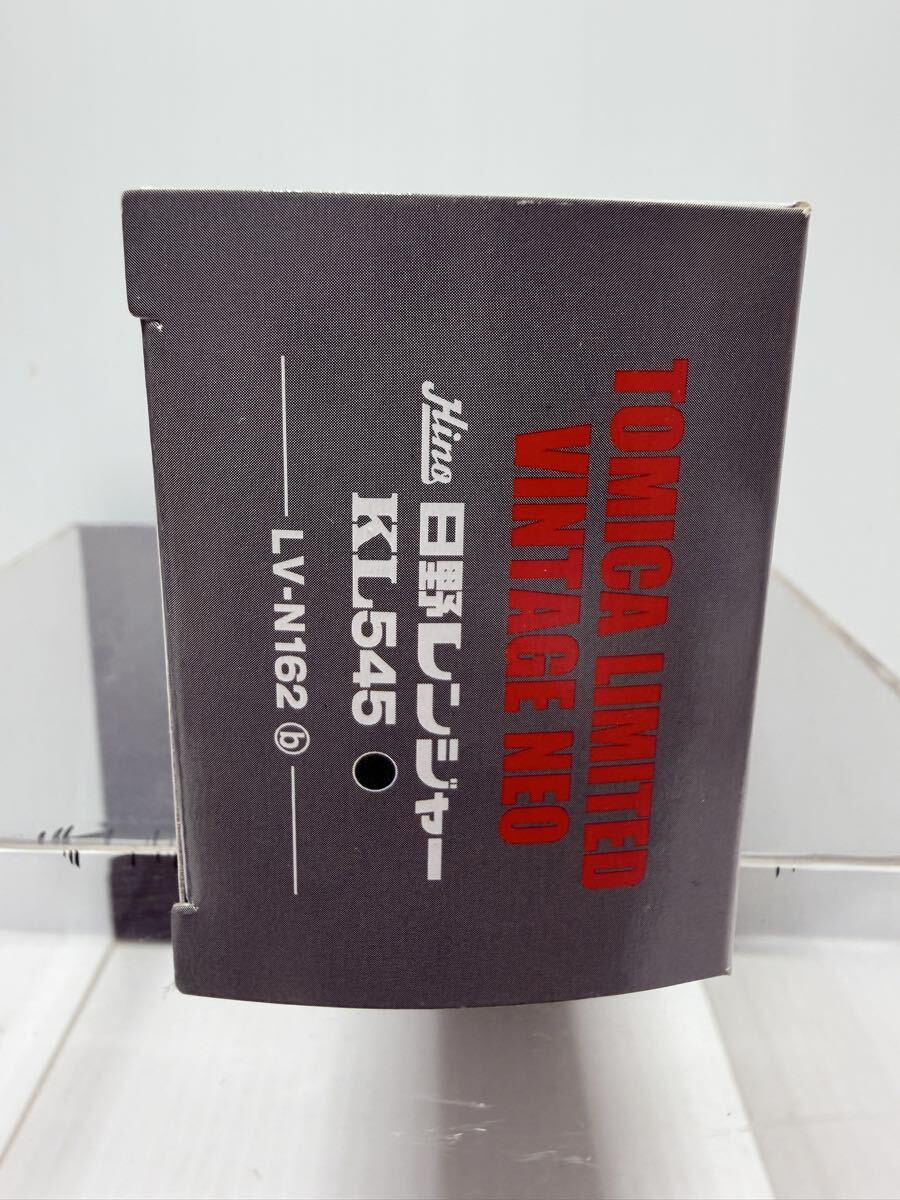 TOMICA LIMITED
VINTAGE NEO
Hino 日野レンジャー
KL545
LV-N162 ⓑ